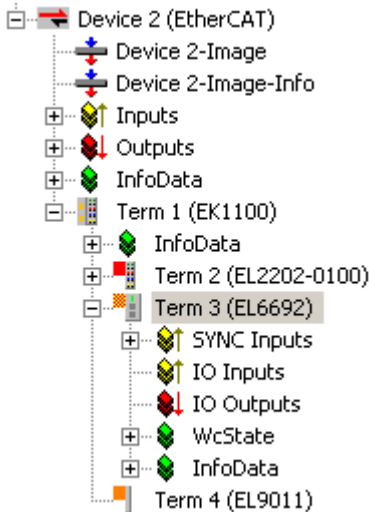 Device 2 (EtherCAT)
Device 2-Image
Device 2-Image-Info
Inputs
Outputs
InfoData
Term 1 (EK1100)
InfoData
Term 2 (EL2202-0100)
Term 3 (EL6692)
SYNC Inputs
IO Inputs
IO Outputs
WcState
InfoData
Term 4 (EL9011)